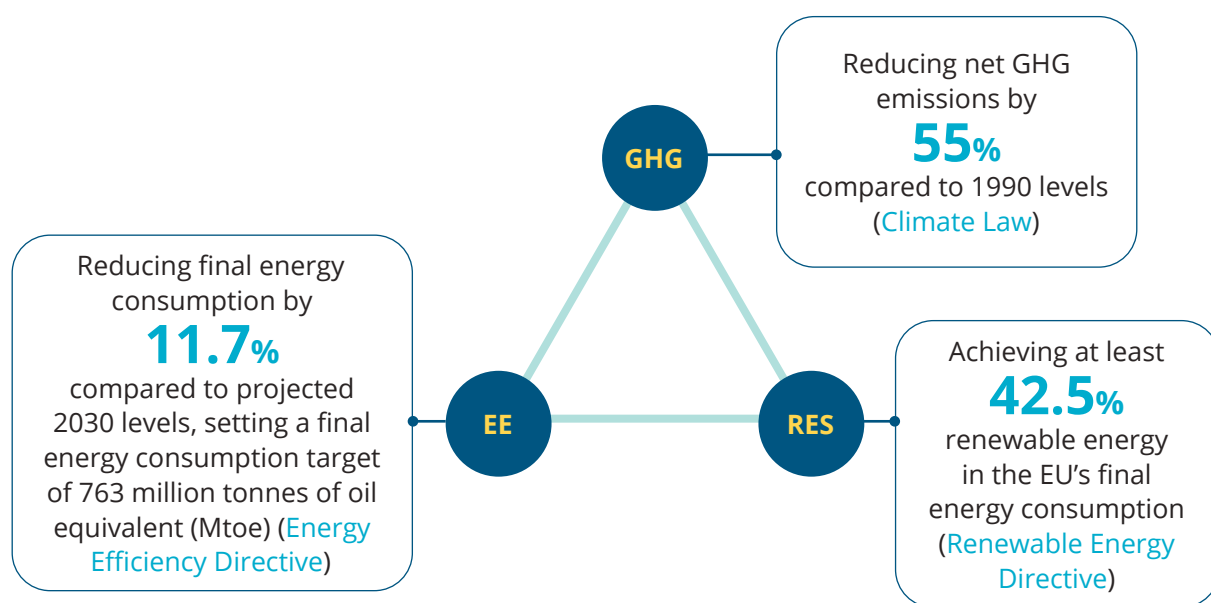 Reducing net GHG
emissions by
55%
compared to 1990 levels
(Climate Law)
GHG
Reducing final energy
consumption by
11.7%
compared to projected
2030 levels, setting a final
energy consumption target
of 763 million tonnes of oil
equivalent (Mtoe) (Energy
Efficiency Directive)
EE
RES
Achieving at least
42.5%
renewable energy
in the EU’s final
energy consumption
(Renewable Energy
Directive)